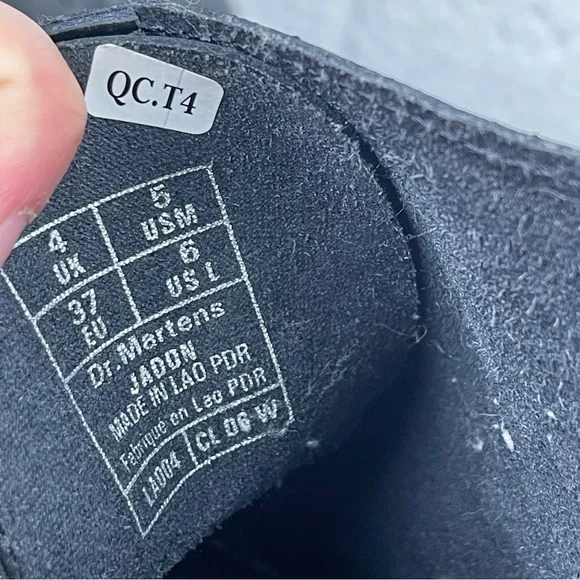 QC.T4
4 5
UK USM
37 6
EU US L
Dr.Martens
JADON
MADE IN LAO PDR
Fabrique en Lao PDR
LA004 CL 06 W